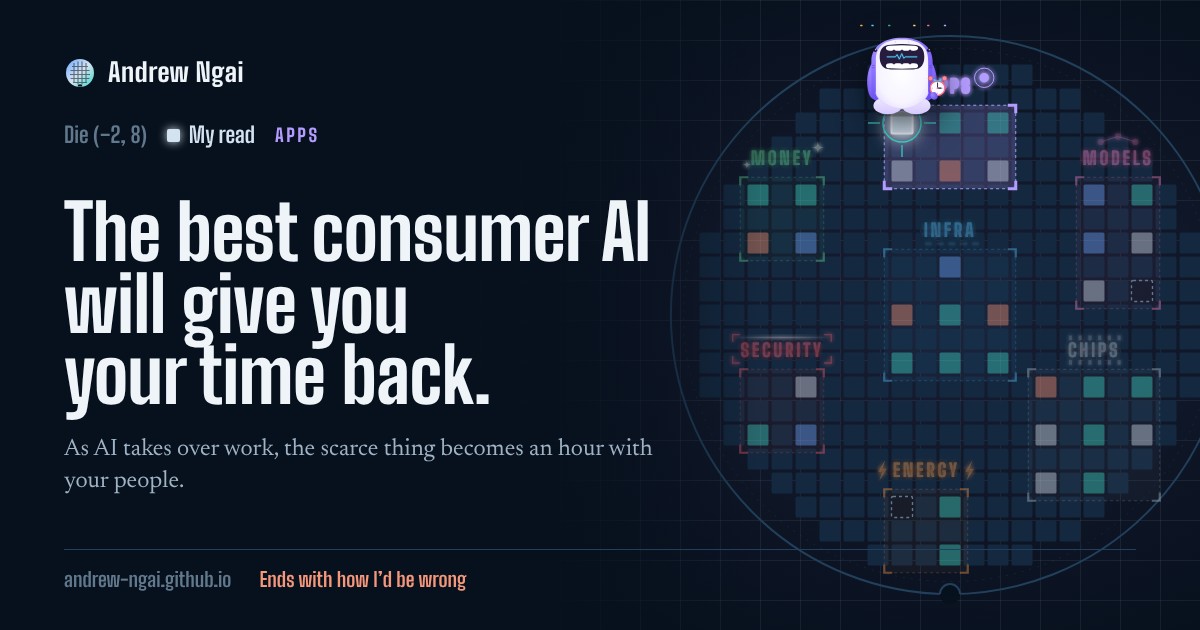 Andrew Ngai
Die (−2, 8) My read APPS
The best consumer AI
will give you
your time back.
As AI takes over work, the scarce thing becomes an hour with
your people.
andrew-ngai.github.io Ends with how I’d be wrong
MONEY
MODELS
INFRA
SECURITY
CHIPS
ENERGY